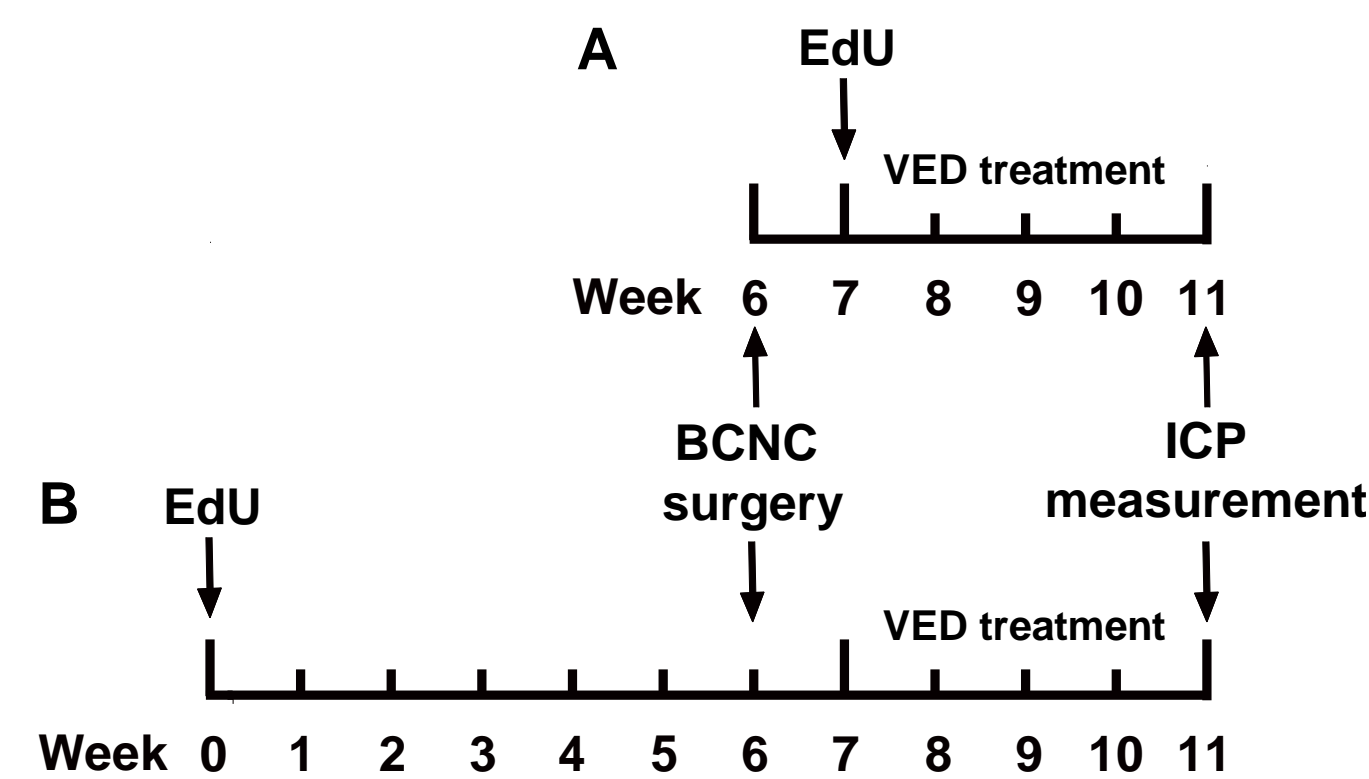 A
EdU
VED treatment
Week 6 7 8 9 10 11
BCNC
surgery
ICP
measurement
B
EdU
VED treatment
Week 0 1 2 3 4 5 6 7 8 9 10 11